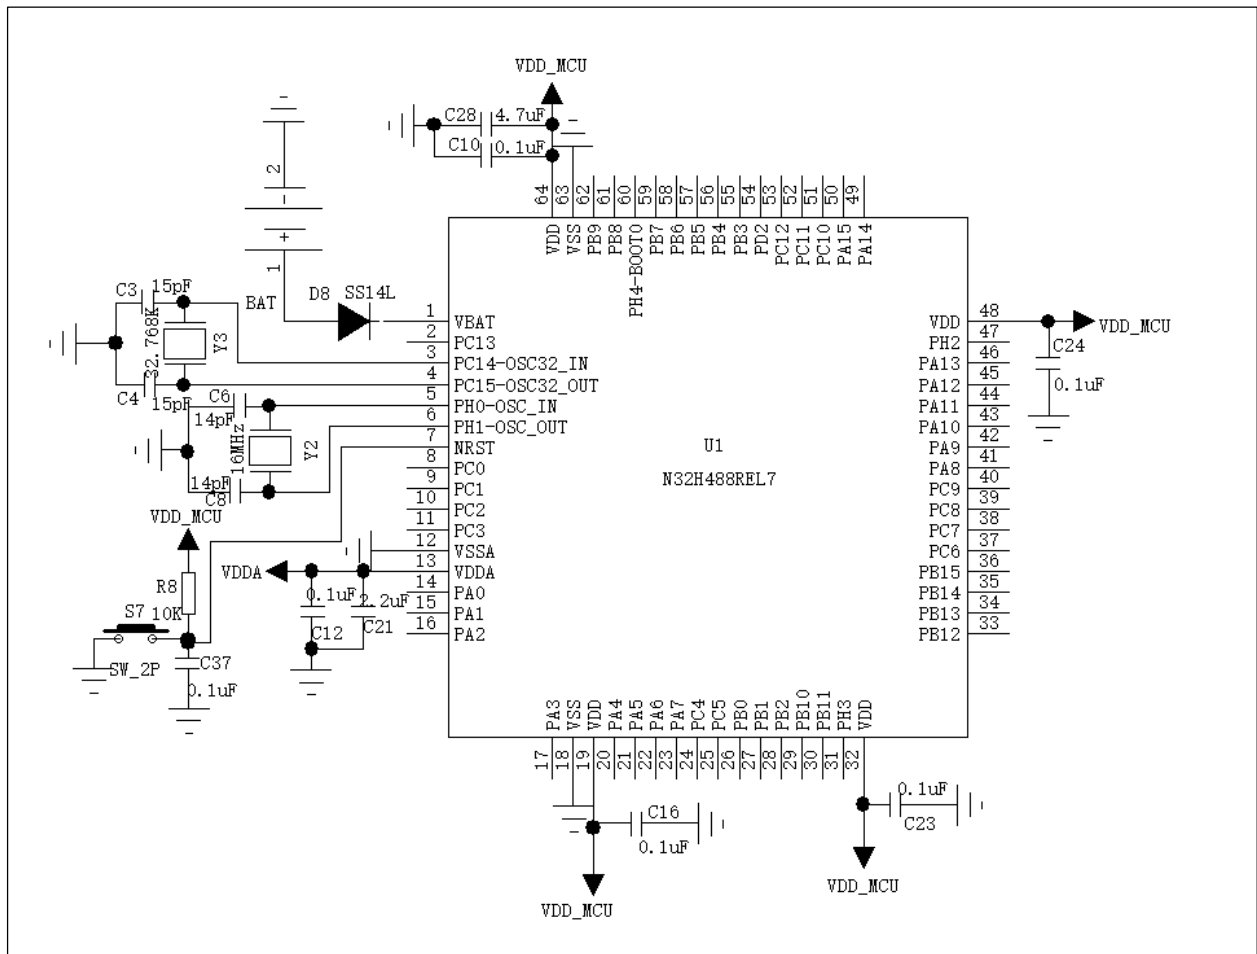 VDD_MCU
C28 4.7uF
C10 0.1uF
2
-
+
1
BAT
D8 SS14L
C3 15pF
32.768K
Y3
C4
15pF
C6
14pF
16MHz
Y2
14pF
C8
VDD_MCU
R8
10K
S7
SW_2P
C37
0.1uF
VDDA
0.1uF
C12
2.2uF
C21
64 VDD
63 VSS
62 PB9
61 PB8
60 PH4-BOOT0
59 PB7
58 PB6
57 PB5
56 PB4
55 PB3
54 PD2
53 PC12
52 PC11
51 PC10
50 PA15
49 PA14
1 VBAT
2 PC13
3 PC14-OSC32_IN
4 PC15-OSC32_OUT
5 PH0-OSC_IN
6 PH1-OSC_OUT
7 NRST
8 PC0
9 PC1
10 PC2
11 PC3
12 VSSA
13 VDDA
14 PA0
15 PA1
16 PA2
U1
N32H488REL7
VDD 48
PH2 47
PA13 46
PA12 45
PA11 44
PA10 43
PA9 42
PA8 41
PC9 40
PC8 39
PC7 38
PC6 37
PB15 36
PB14 35
PB13 34
PB12 33
VDD_MCU
C24
0.1uF
PA3 17
VSS 18
VDD 19
PA4 20
PA5 21
PA6 22
PA7 23
PC4 24
PC5 25
PB0 26
PB1 27
PB2 28
PB10 29
PB11 30
PH3 31
VDD 32
C16
0.1uF
VDD_MCU
0.1uF
C23
VDD_MCU